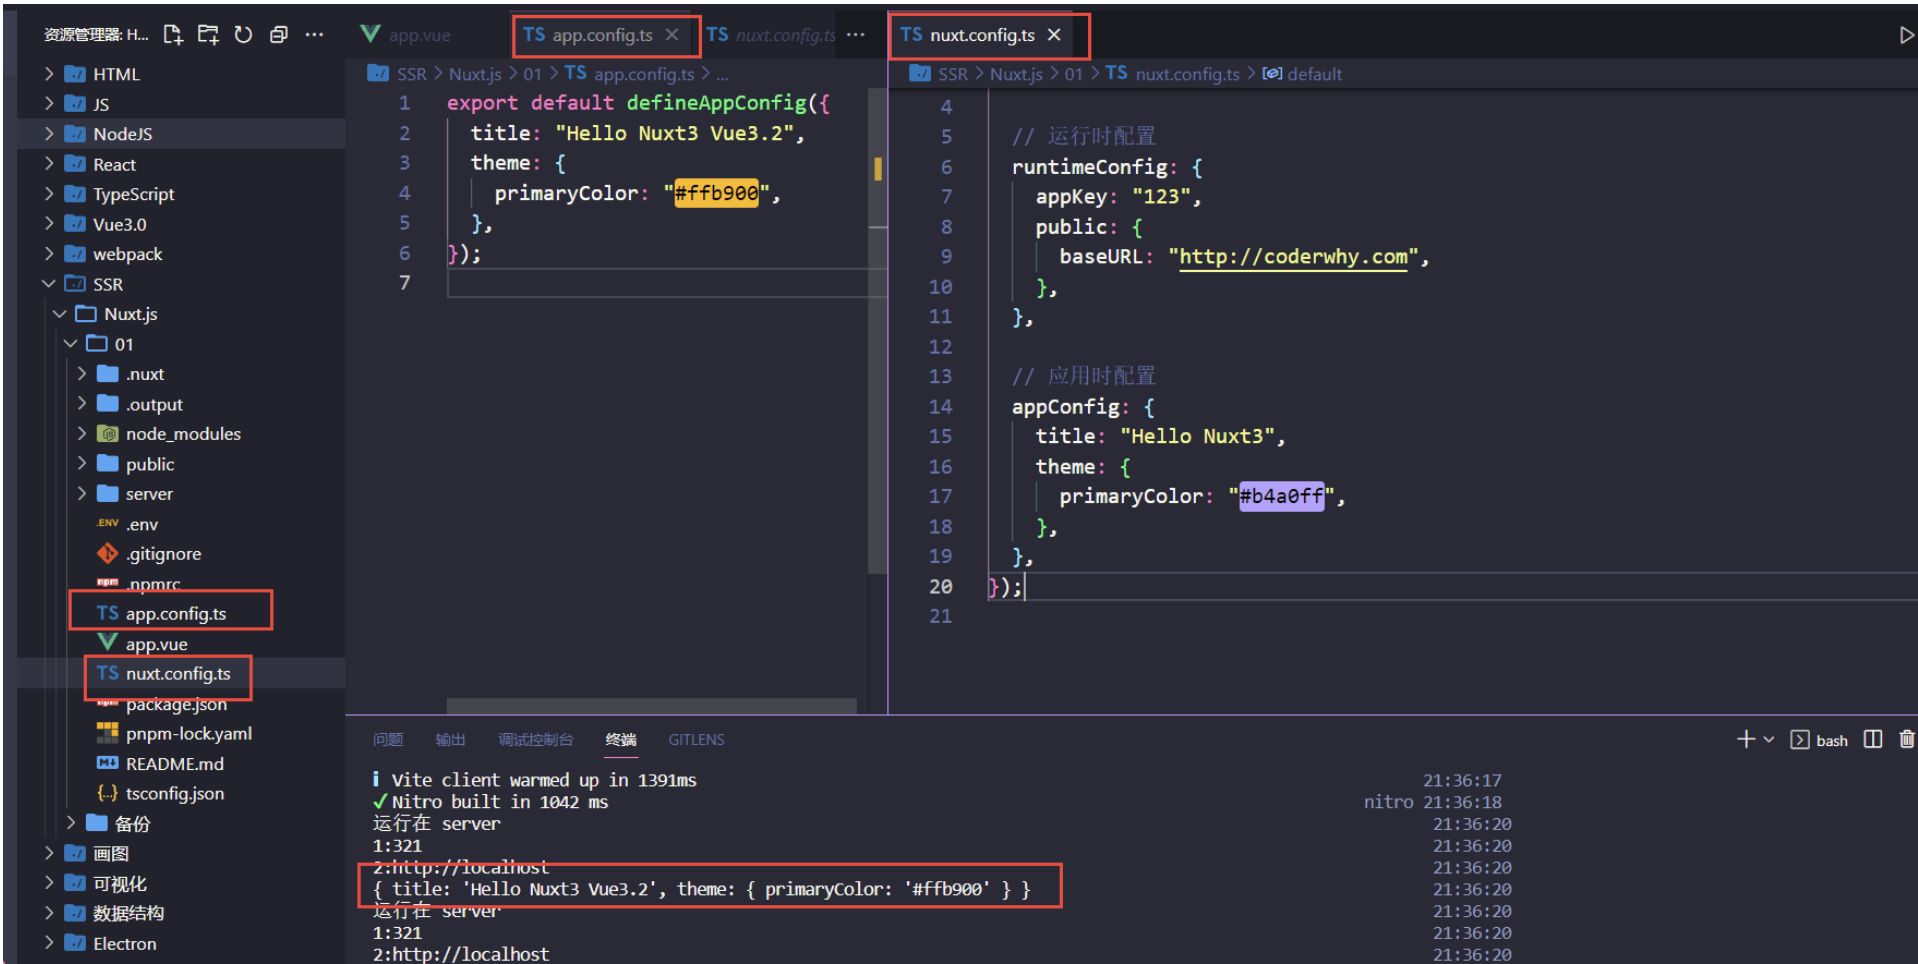 资源管理器: H...
HTML
JS
NodeJS
React
TypeScript
Vue3.0
webpack
SSR
Nuxt.js
01
.nuxt
.output
node_modules
public
server
.ENV .env
.gitignore
npm .npmrc
TS app.config.ts
app.vue
TS nuxt.config.ts
npm package.json
pnpm-lock.yaml
README.md
{..} tsconfig.json
备份
画图
可视化
数据结构
Electron
app.vue TS app.config.ts × TS nuxt.config.ts ···
SSR > Nuxt.js > 01 > TS app.config.ts > ...
1 export default defineAppConfig({
2 title: "Hello Nuxt3 Vue3.2",
3 theme: {
4 primaryColor: "#ffb900",
5 },
6 });
7
TS nuxt.config.ts ×
SSR > Nuxt.js > 01 > TS nuxt.config.ts > default
4
5 // 运行时配置
6 runtimeConfig: {
7 appKey: "123",
8 public: {
9 baseURL: "http://coderwhy.com",
10 },
11 },
12
13 // 应用时配置
14 appConfig: {
15 title: "Hello Nuxt3",
16 theme: {
17 primaryColor: "#b4a0ff",
18 },
19 },
20 });
21
问题 输出 调试控制台 终端 GITLENS
bash
i Vite client warmed up in 1391ms 21:36:17
✓ Nitro built in 1042 ms nitro 21:36:18
运行在 server 21:36:20
1:321 21:36:20
2:http://localhost 21:36:20
{ title: 'Hello Nuxt3 Vue3.2', theme: { primaryColor: '#ffb900' } } 21:36:20
运行在 server 21:36:20
1:321 21:36:20
2:http://localhost 21:36:20